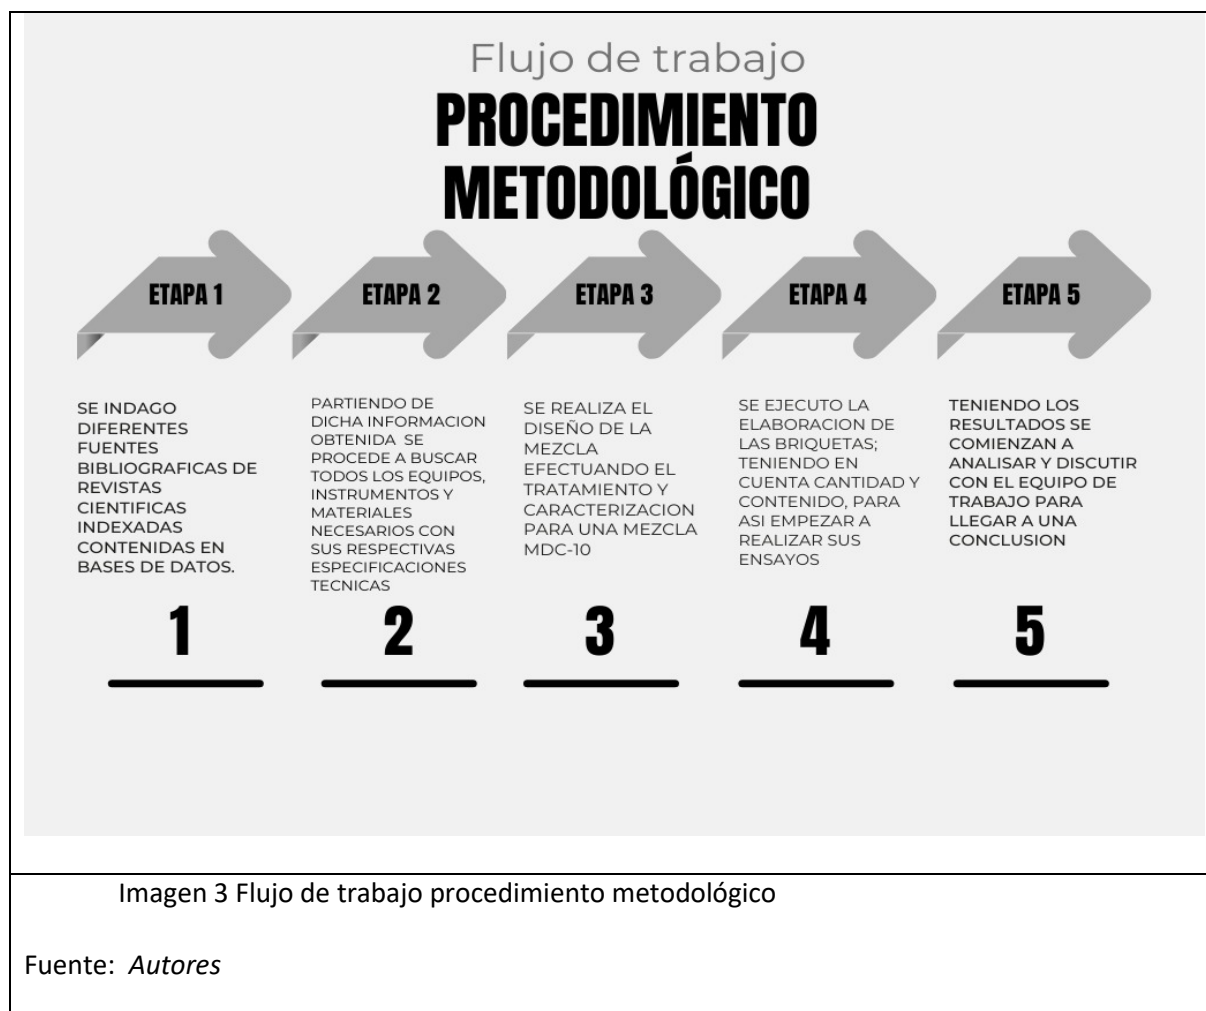 Flujo de trabajo
PROCEDIMIENTO
METODOLÓGICO
ETAPA 1
ETAPA 2
ETAPA 3
ETAPA 4
ETAPA 5
SE INDAGO
DIFERENTES
FUENTES
BIBLIOGRAFICAS DE
REVISTAS
CIENTIFICAS
INDEXADAS
CONTENIDAS EN
BASES DE DATOS.
PARTIENDO DE
DICHA INFORMACION
OBTENIDA SE
PROCEDE A BUSCAR
TODOS LOS EQUIPOS,
INSTRUMENTOS Y
MATERIALES
NECESARIOS CON
SUS RESPECTIVAS
ESPECIFICACIONES
TECNICAS
SE REALIZA EL
DISEÑO DE LA
MEZCLA
EFECTUANDO EL
TRATAMIENTO Y
CARACTERIZACION
PARA UNA MEZCLA
MDC-10
SE EJECUTO LA
ELABORACION DE
LAS BRIQUETAS;
TENIENDO EN
CUENTA CANTIDAD Y
CONTENIDO, PARA
ASI EMPEZAR A
REALIZAR SUS
ENSAYOS
TENIENDO LOS
RESULTADOS SE
COMIENZAN A
ANALISAR Y DISCUTIR
CON EL EQUIPO DE
TRABAJO PARA
LLEGAR A UNA
CONCLUSION
1
2
3
4
5
Imagen 3 Flujo de trabajo procedimiento metodológico
Fuente: Autores